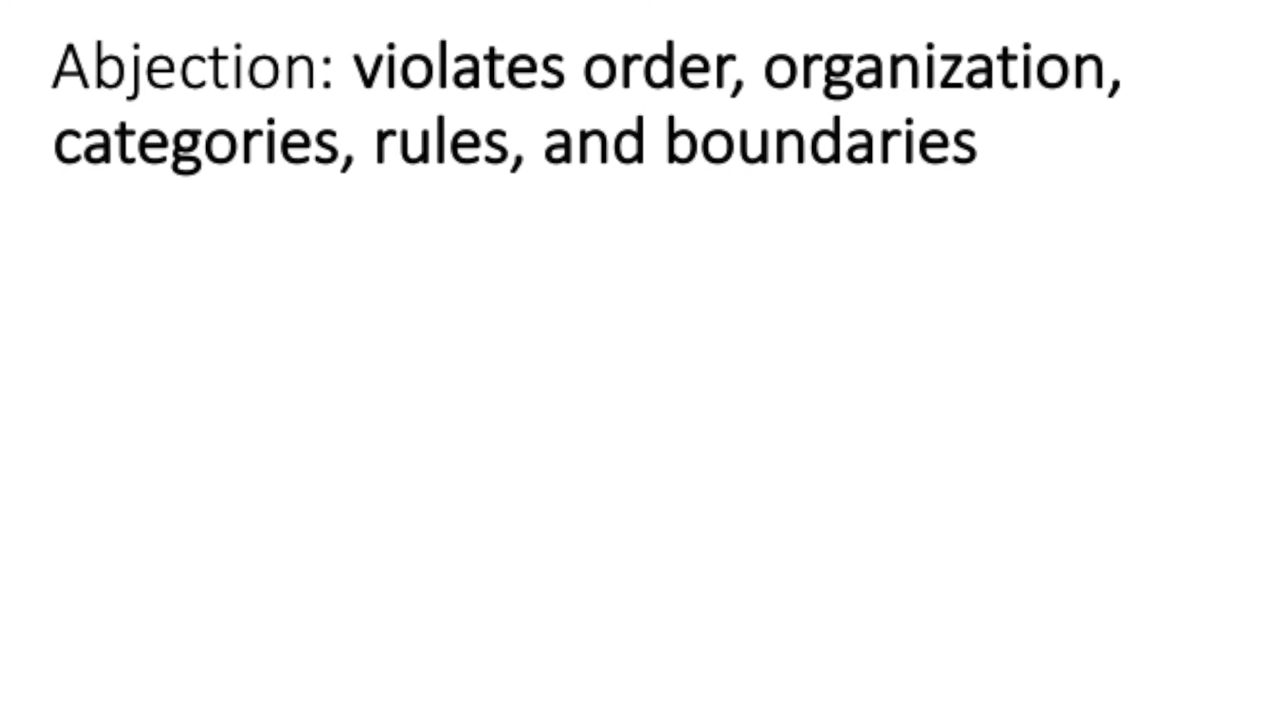 Abjection: violates order, organization,
categories, rules, and boundaries